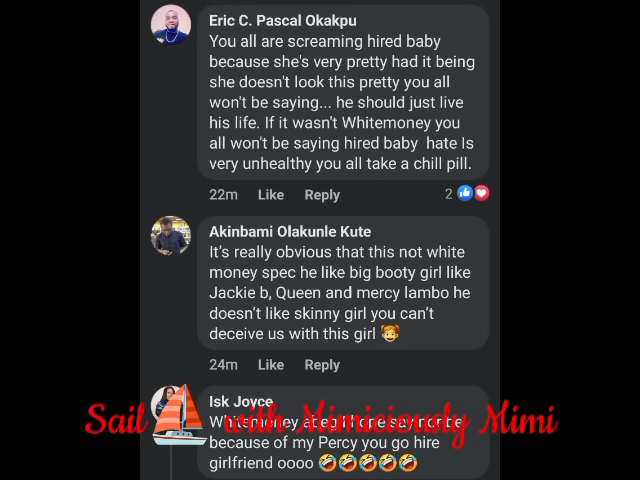 Eric C. Pascal Okakpu
You all are screaming hired baby
because she's very pretty had it being
she doesn't look this pretty you all
won't be saying... he should just live
his life. If it wasn't Whitemoney you
all won't be saying hired baby hate Is
very unhealthy you all take a chill pill.
22m Like Reply 2
Akinbami Olakunle Kute
It's really obvious that this not white
money spec he like big booty girl like
Jackie b, Queen and mercy lambo he
doesn't like skinny girl you can't
deceive us with this girl
24m Like Reply
Isk Joyce
Sail with Mimiciously Mimi
Whitemoney
because of my Percy you go hire
girlfriend oooo 🤣🤣🤣🤣🤣